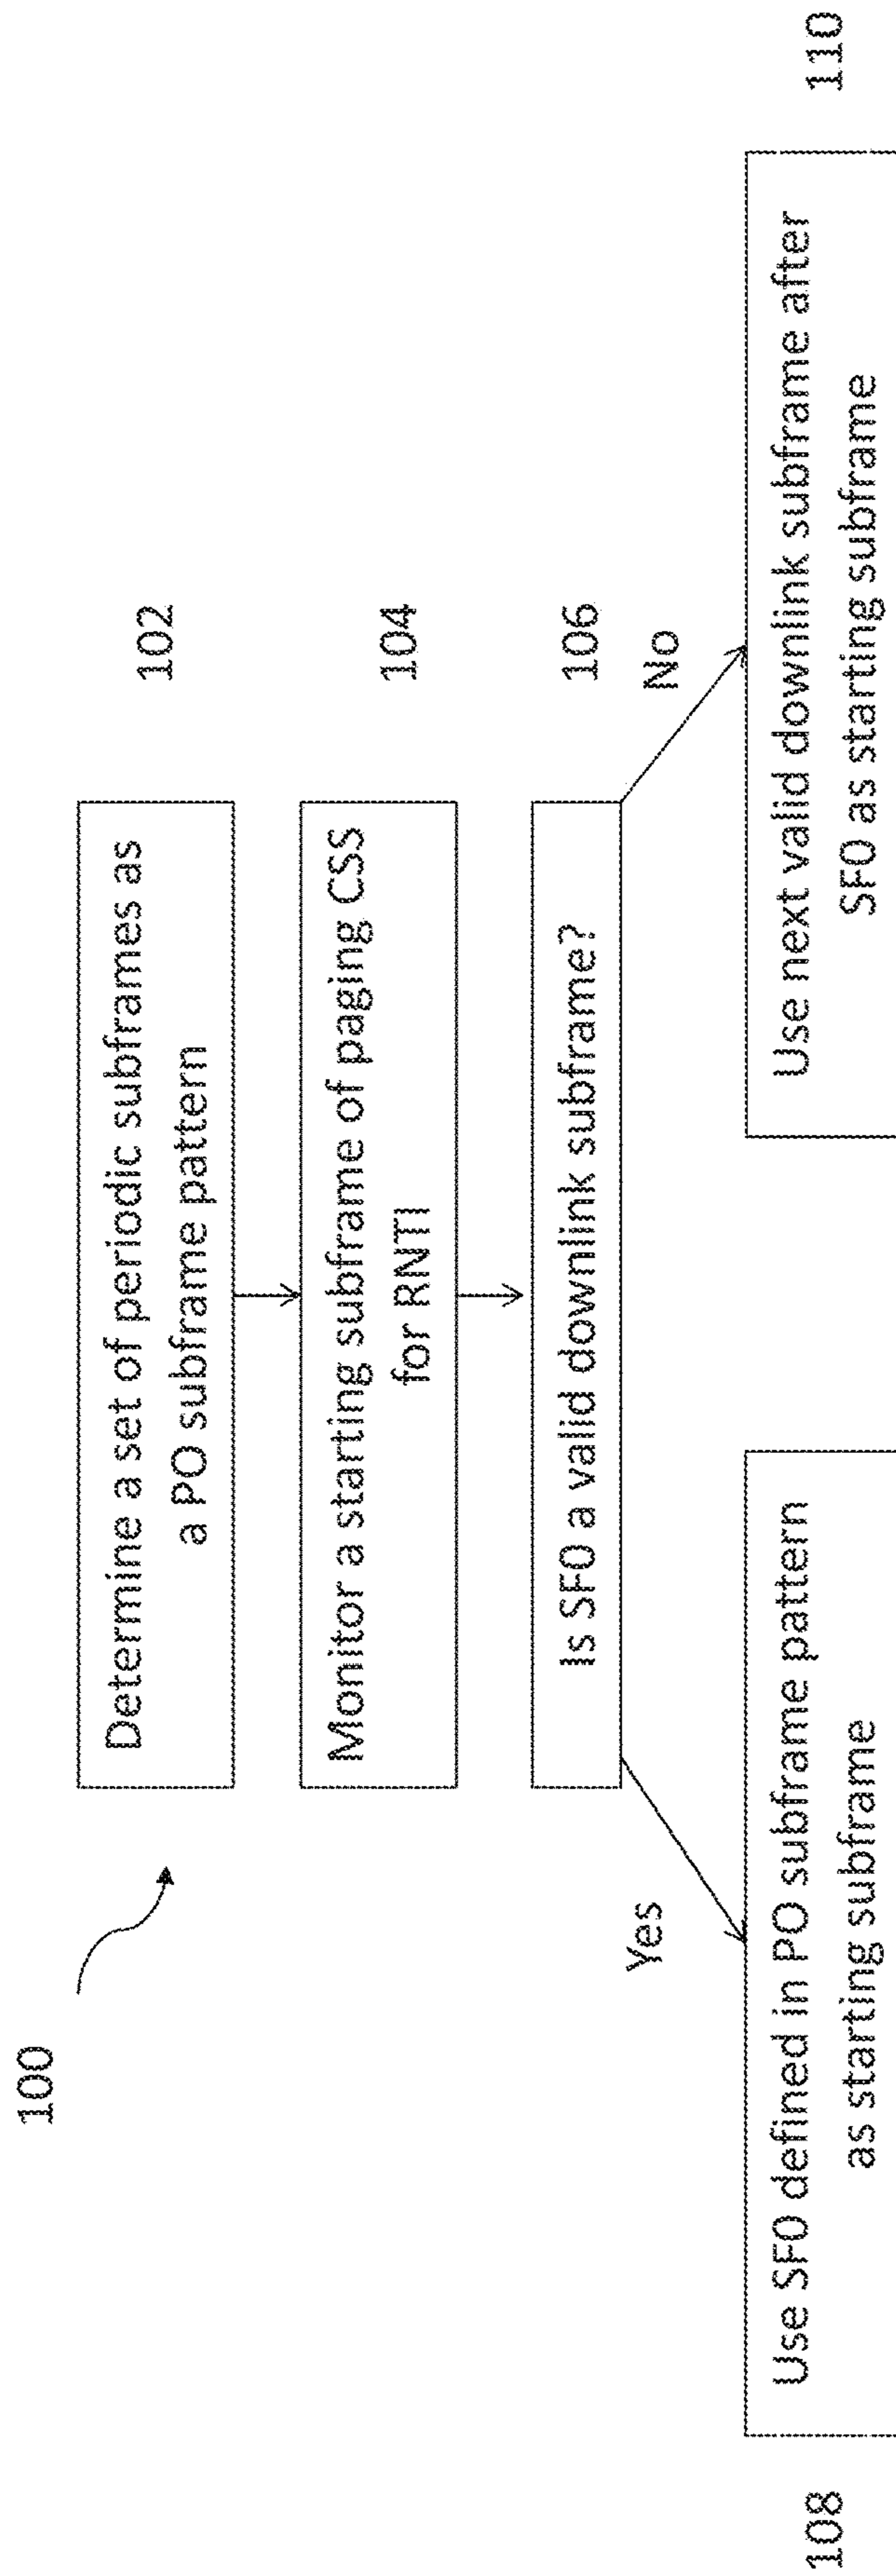 100
Determine a set of periodic subframes as
a PO subframe pattern
102
Monitor a starting subframe of paging CSS
for RNTI
104
Is SF0 a valid downlink subframe?
106
Yes
No
108
Use SF0 defined in PO subframe pattern
as starting subframe
Use next valid downlink subframe after
SF0 as starting subframe
110